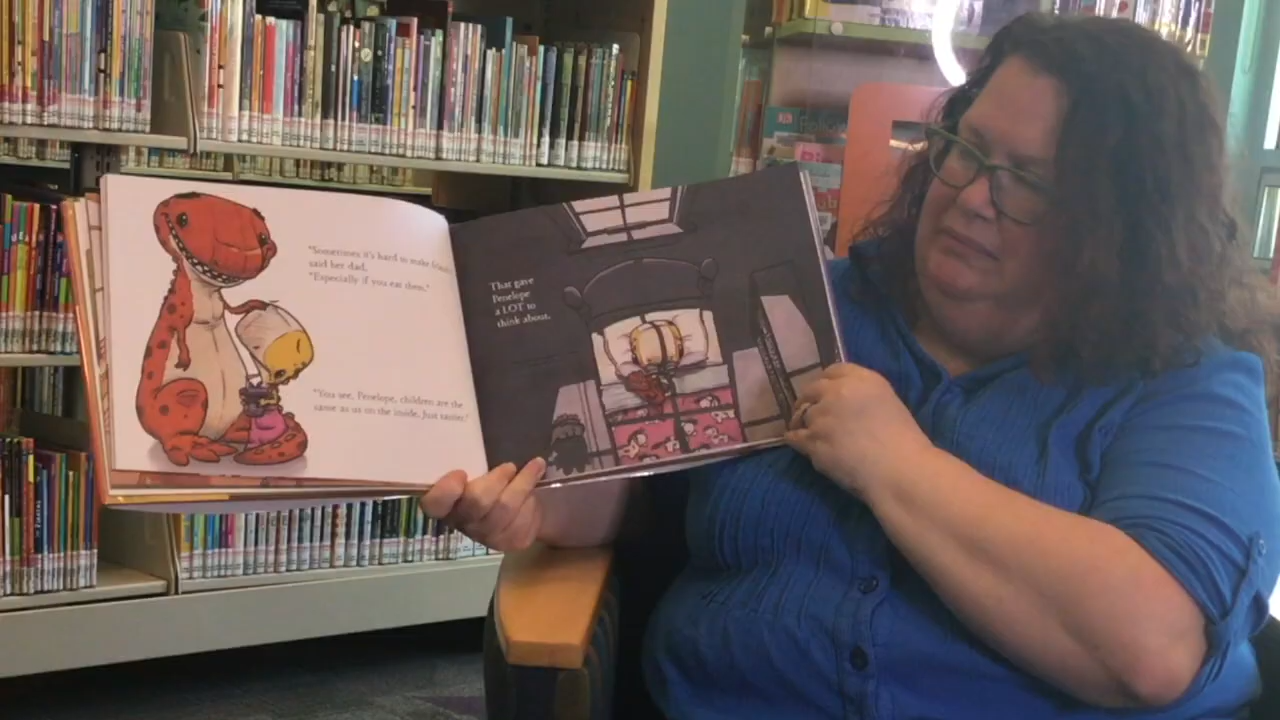 "Sometimes it's hard to make friends,"
said her dad,
"Especially if you eat them."
"You see, Penelope, children are the
same as us on the inside. Just tastier."
That gave
Penelope
a LOT to
think about.